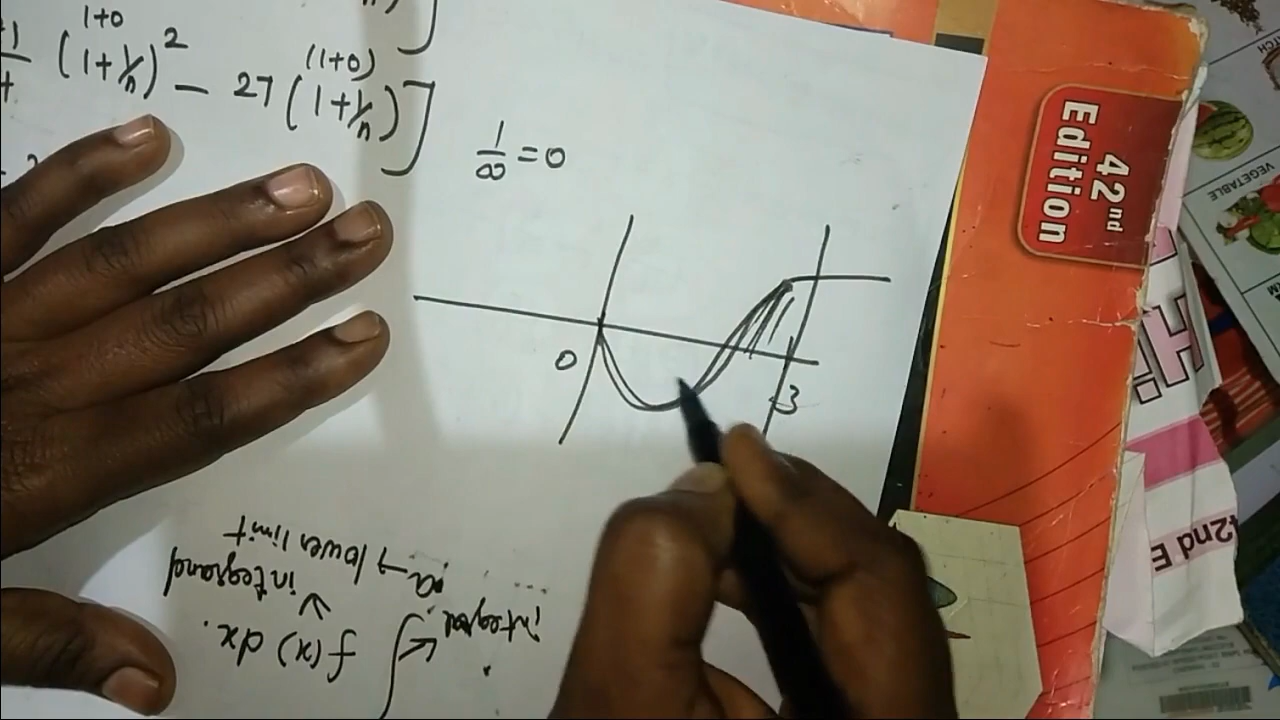 1+0
(1+1/n)² – 27 (1+1/n) ]
(1+0)
1/∞ = 0
0
3
integral
f(x) dx.
integrand
a → lower limit
42nd
Edition
VEGETABLE
42nd E